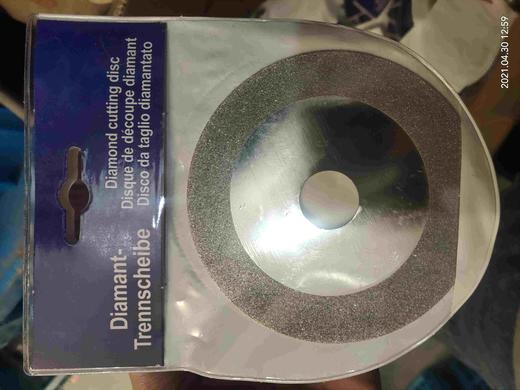 Diamant-
Trennscheibe
Diamond cutting disc
Disque de découpe diamant
Disco da taglio diamantato
2021.04.30 12:59